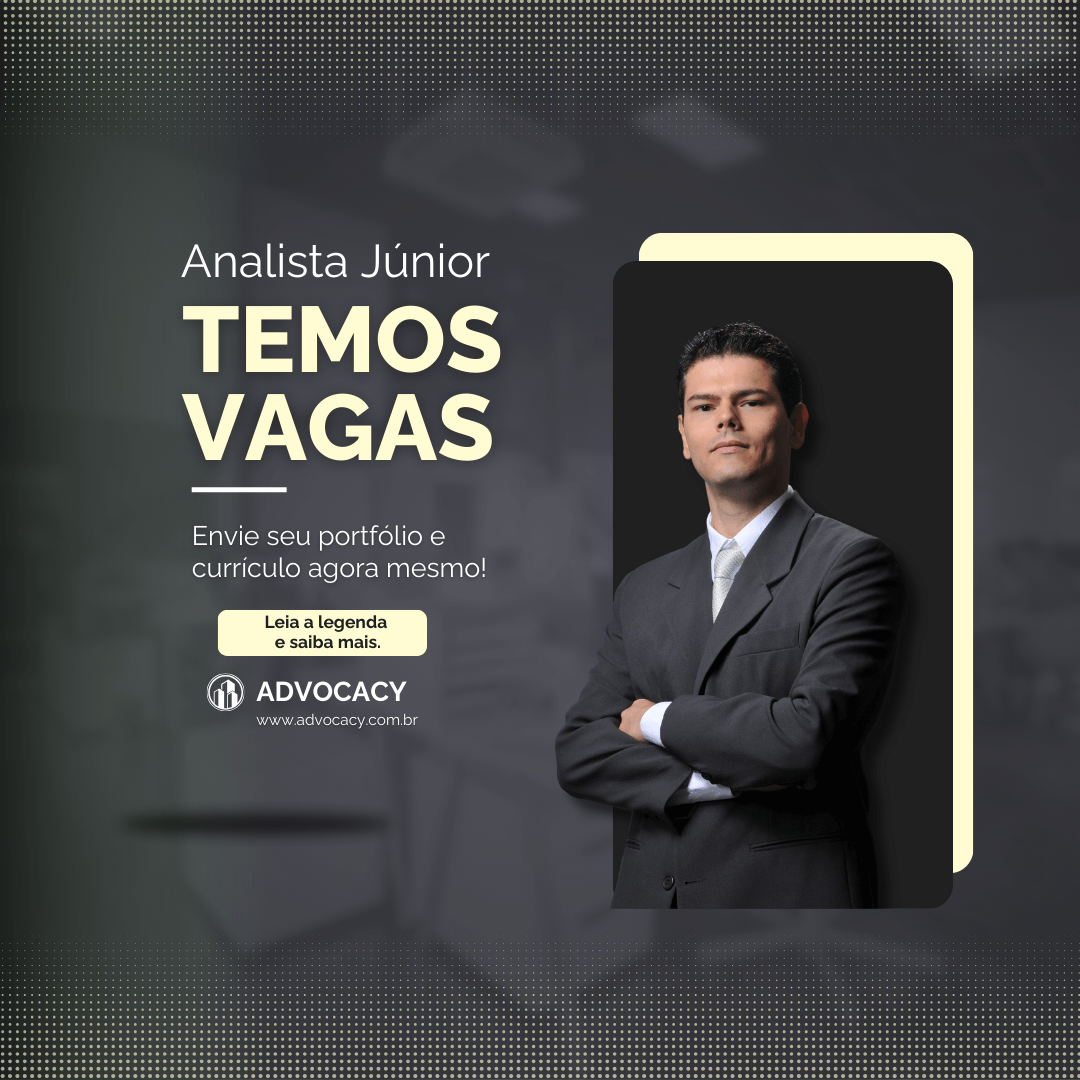 Analista Júnior
TEMOS
VAGAS
Envie seu portfólio e
currículo agora mesmo!
Leia a legenda
e saiba mais.
ADVOCACY
www.advocacy.com.br